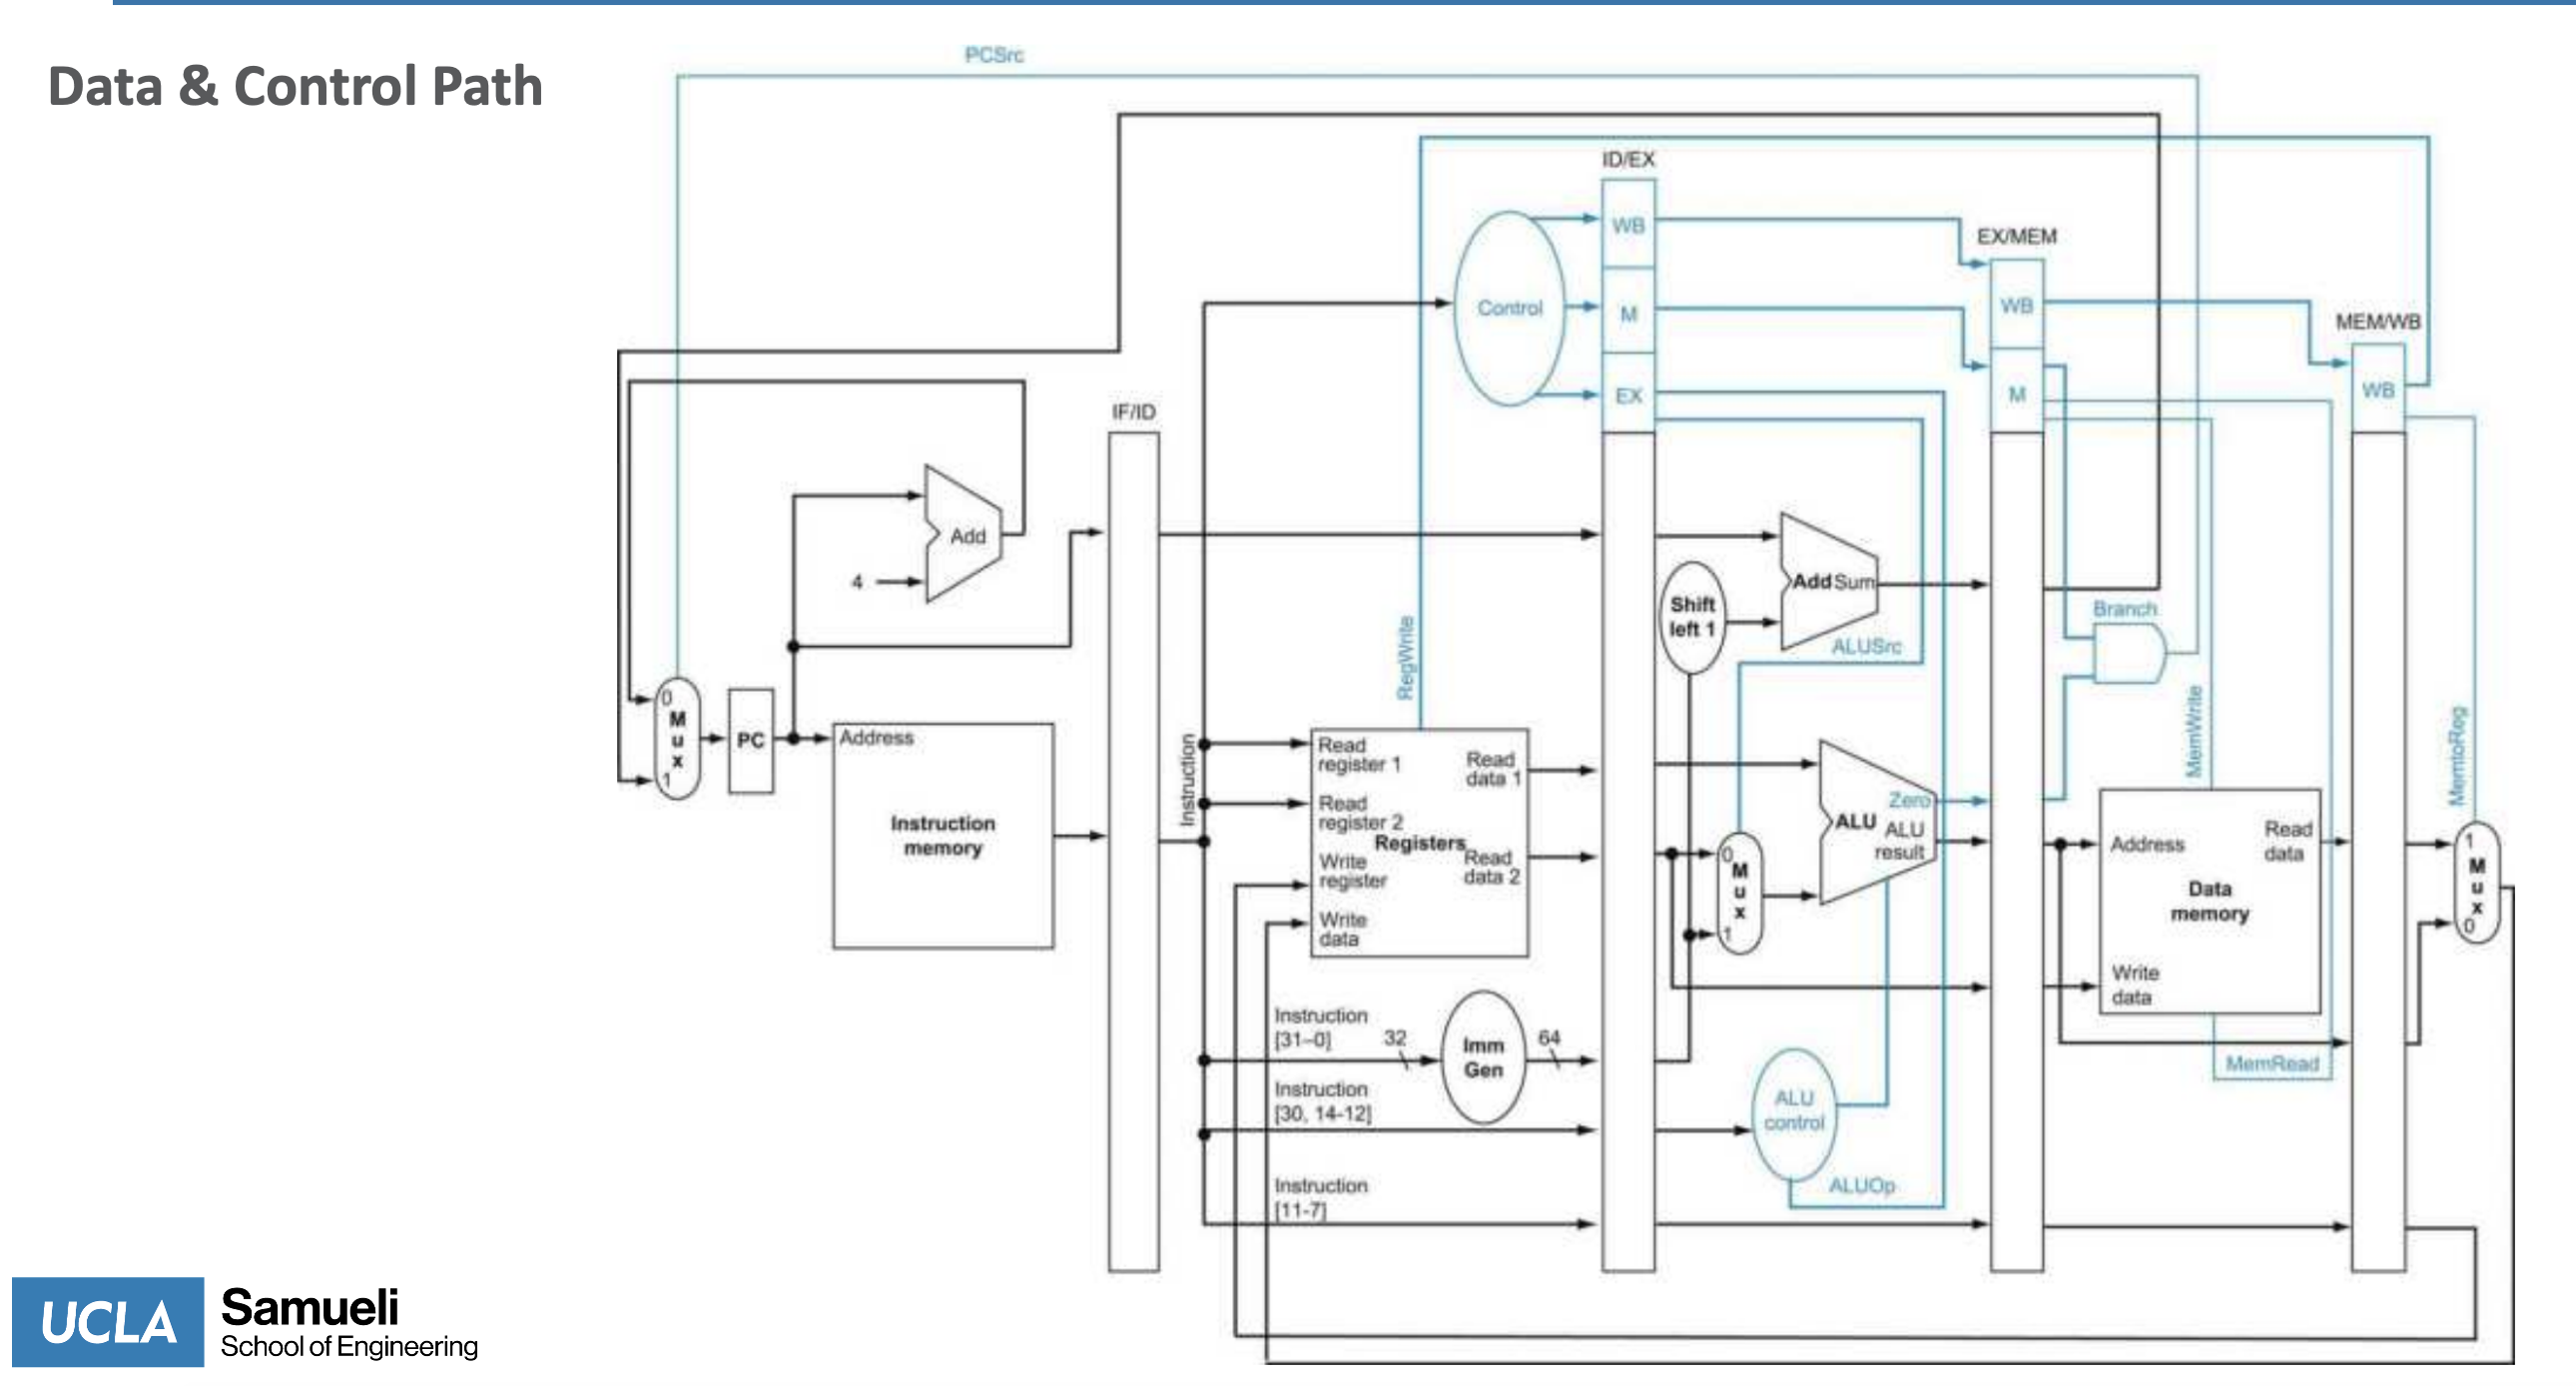 PCSrc
Data & Control Path
ID/EX
WB
EX/MEM
Control
M
WB
MEM/WB
EX
M
WB
IF/ID
Add
4
Add Sum
Shift
left 1
Branch
ALUSrc
RegWrite
MemWrite
MemtoReg
0
M
u
x
1
PC
Address
Instruction
memory
Instruction
Read
register 1
Read
register 2
Write
register
Write
data
Registers
Read
data 1
Read
data 2
0
M
u
x
1
Zero
ALU
ALU
result
Address
Read
data
Data
memory
Write
data
1
M
u
x
0
Instruction
[31–0]
32
Imm
Gen
64
MemRead
Instruction
[30, 14-12]
ALU
control
ALUOp
Instruction
[11-7]
UCLA
Samueli
School of Engineering